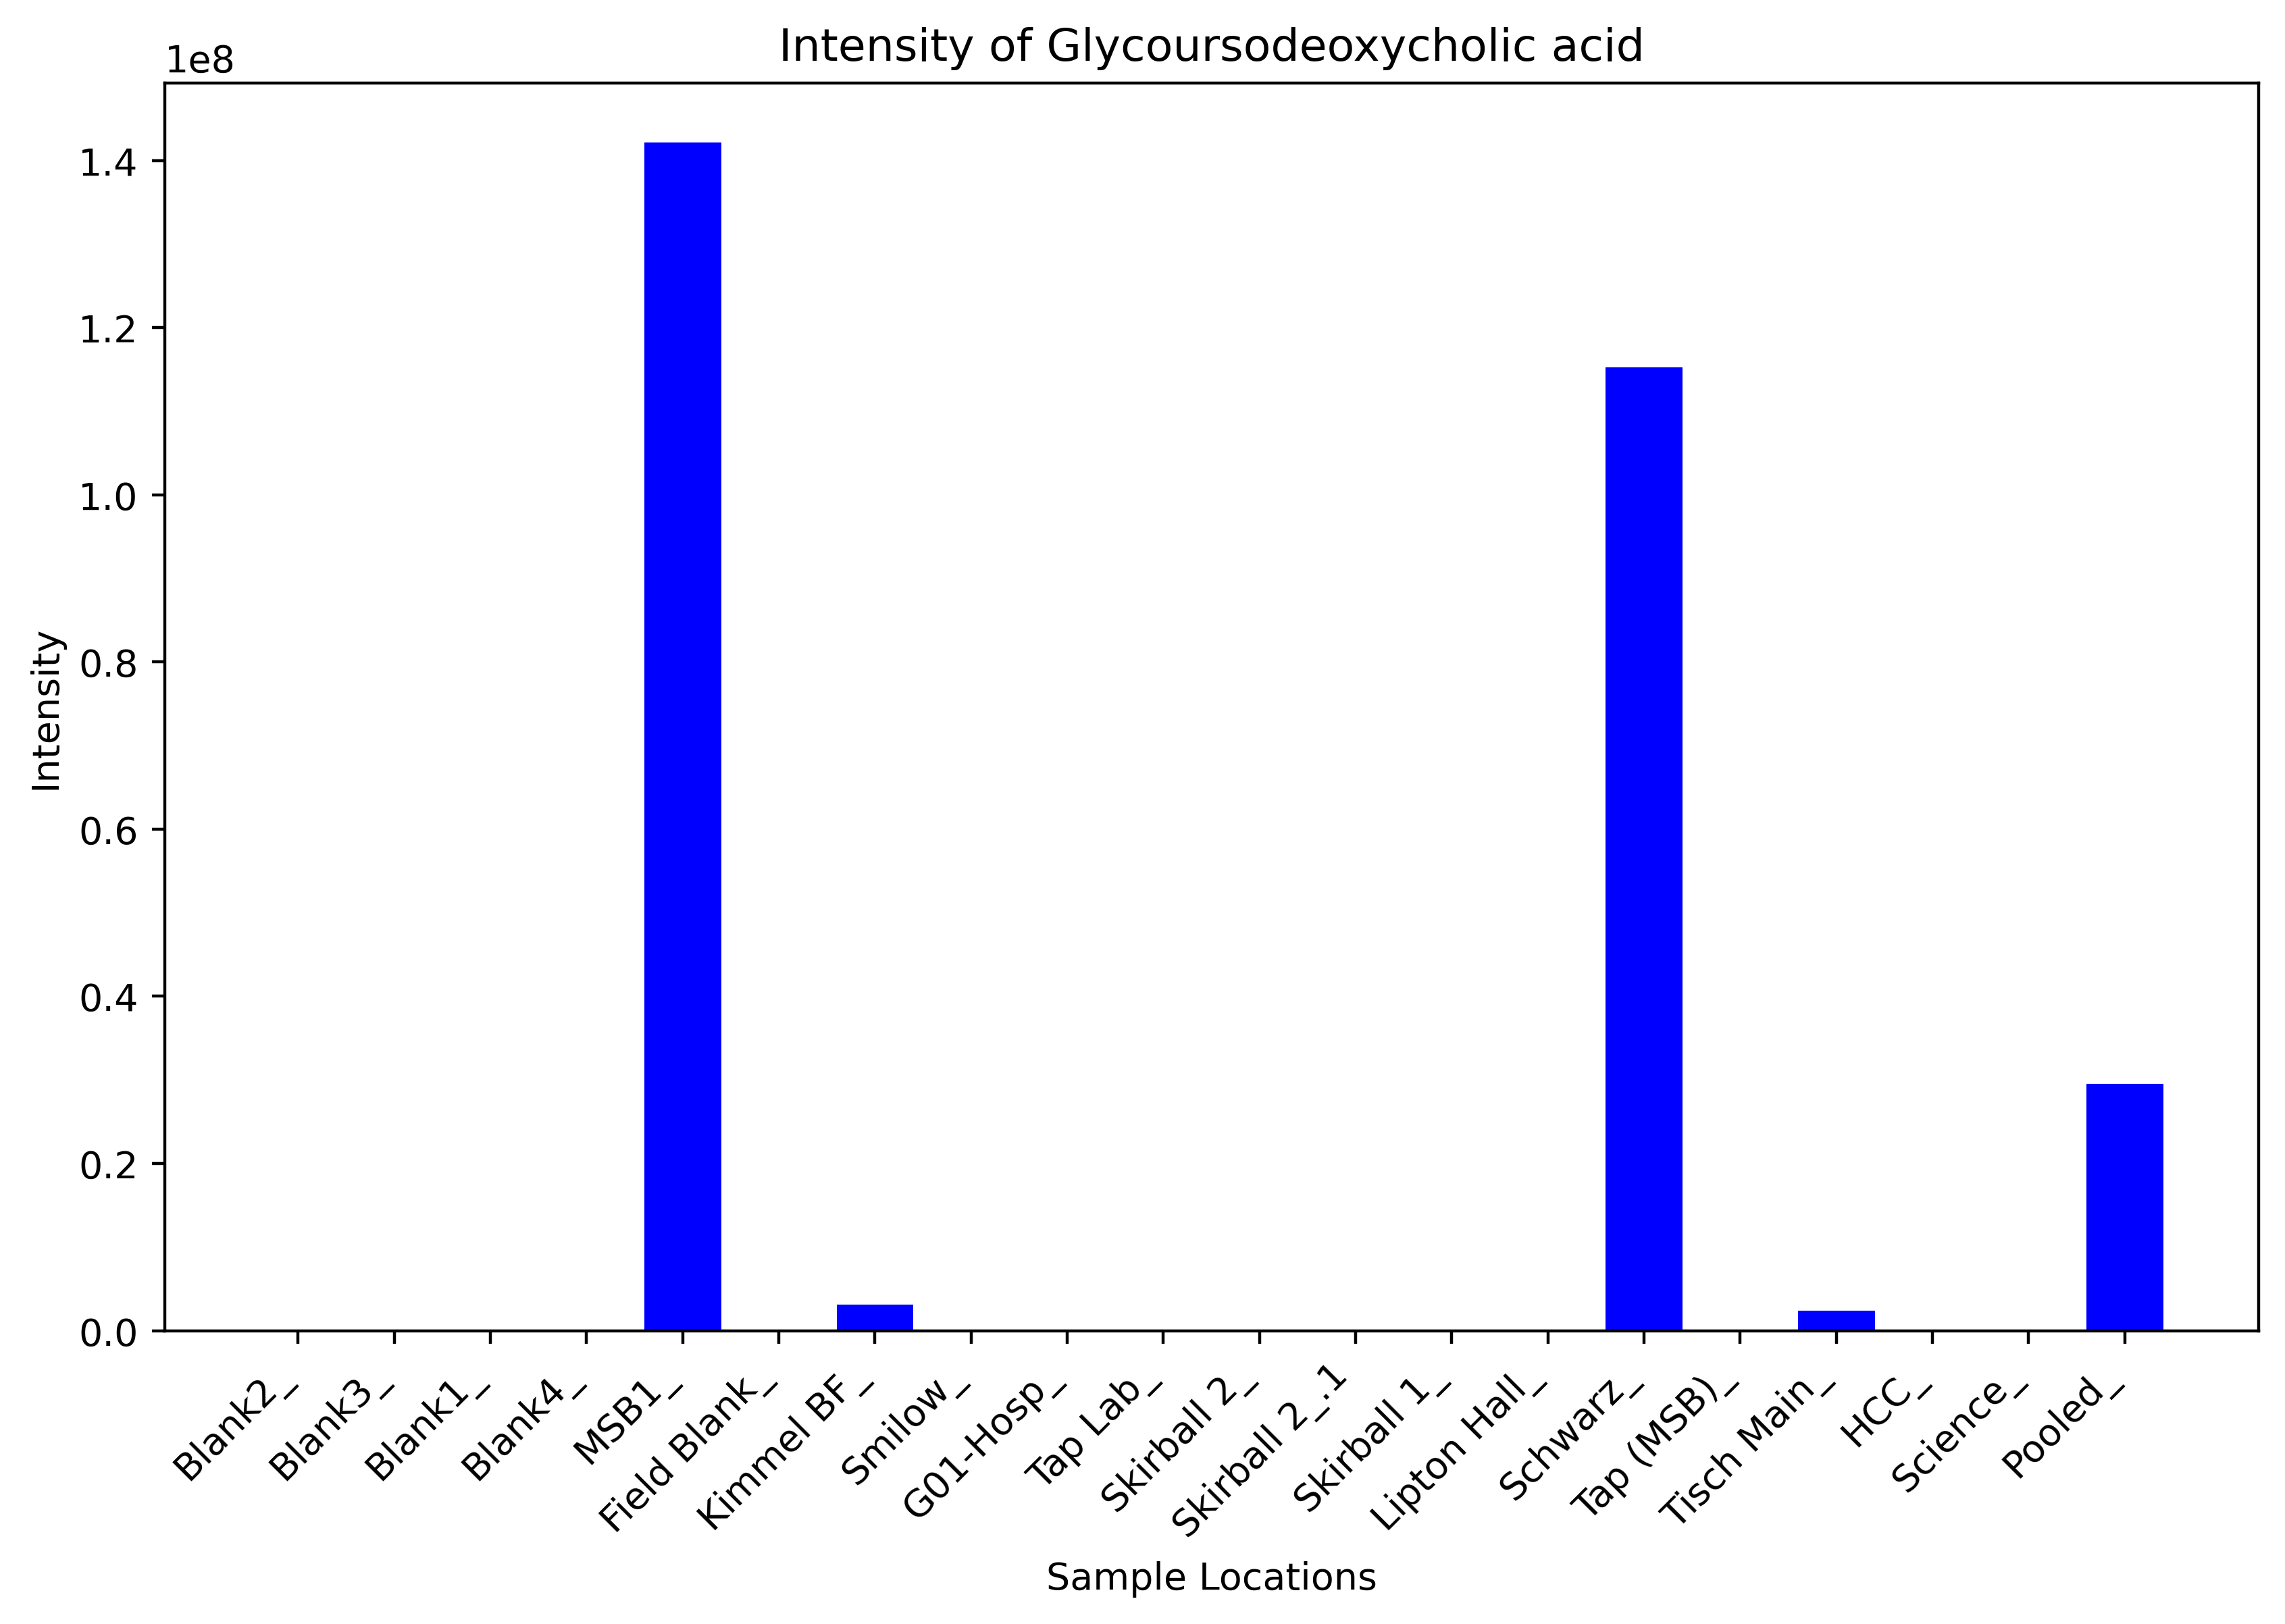 Intensity of Glycoursodeoxycholic acid
1e8
1.4
1.2
1.0
0.8
0.6
0.4
0.2
0.0
Intensity
Blank2_
Blank3_
Blank1_
Blank4_
MSB1_
Field Blank_
Kimmel BF_
Smilow_
G01-Hosp_
Tap Lab_
Skirball 2_
Skirball 2_.1
Skirball 1_
Lipton Hall_
Schwarz_
Tap (MSB)_
Tisch Main_
HCC_
Science_
Pooled_
Sample Locations